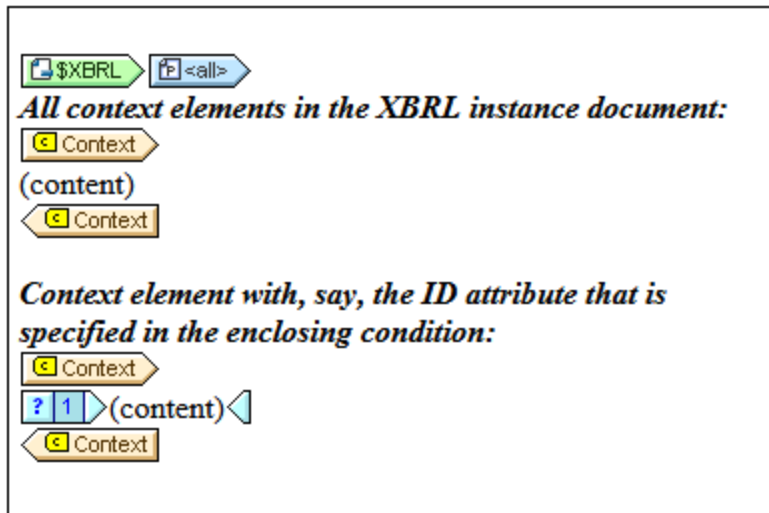 $XBRL <all>
All context elements in the XBRL instance document:
Context
(content)
Context
Context element with, say, the ID attribute that is
specified in the enclosing condition:
Context
? 1 (content)
Context